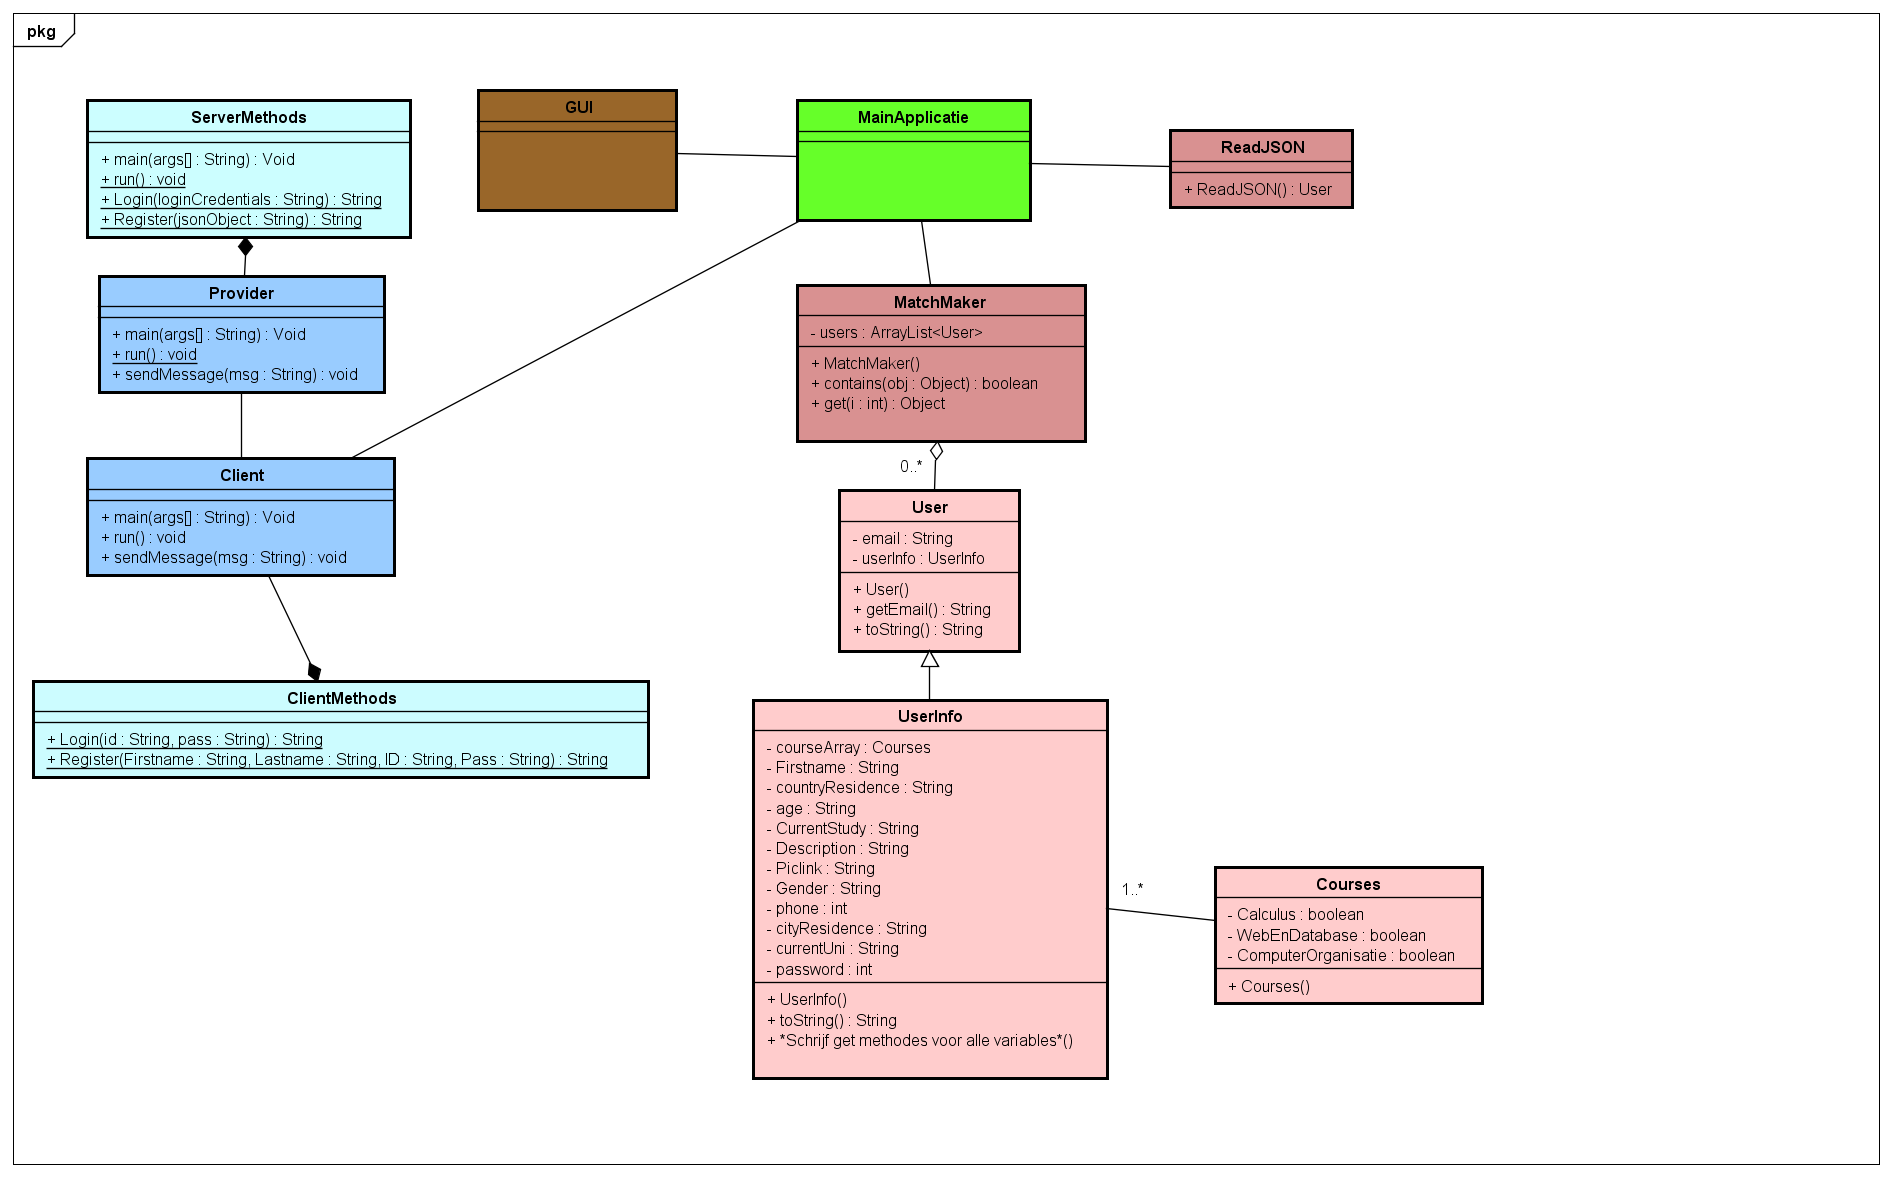 pkg
ServerMethods
+ main(args[] : String) : Void
+ run() : void
+ Login(loginCredentials : String) : String
+ Register(jsonObject : String) : String
GUI
MainApplicatie
ReadJSON
+ ReadJSON() : User
Provider
+ main(args[] : String) : Void
+ run() : void
+ sendMessage(msg : String) : void
MatchMaker
- users : ArrayList<User>
+ MatchMaker()
+ contains(obj : Object) : boolean
+ get(i : int) : Object
0..*
Client
+ main(args[] : String) : Void
+ run() : void
+ sendMessage(msg : String) : void
User
- email : String
- userInfo : UserInfo
+ User()
+ getEmail() : String
+ toString() : String
ClientMethods
+ Login(id : String, pass : String) : String
+ Register(Firstname : String, Lastname : String, ID : String, Pass : String) : String
UserInfo
- courseArray : Courses
- Firstname : String
- countryResidence : String
- age : String
- CurrentStudy : String
- Description : String
- Piclink : String
- Gender : String
- phone : int
- cityResidence : String
- currentUni : String
- password : int
+ UserInfo()
+ toString() : String
+ *Schrijf get methodes voor alle variables*()
1..*
Courses
- Calculus : boolean
- WebEnDatabase : boolean
- ComputerOrganisatie : boolean
+ Courses()